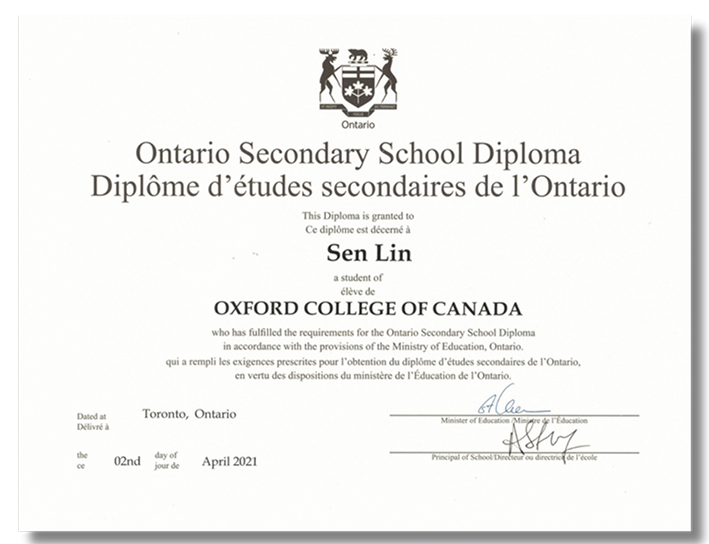 Ontario
Ontario Secondary School Diploma
Diplôme d’études secondaires de l’Ontario
This Diploma is granted to
Ce diplôme est décerné à
Sen Lin
a student of
élève de
OXFORD COLLEGE OF CANADA
who has fulfilled the requirements for the Ontario Secondary School Diploma
in accordance with the provisions of the Ministry of Education, Ontario.
qui a rempli les exigences prescrites pour l’obtention du diplôme d’études secondaires de l’Ontario,
en vertu des dispositions du ministère de l’Éducation de l’Ontario.
Dated at
Délivré à
Toronto, Ontario
Minister of Education /Ministre de l’Éducation
Principal of School/Directeur ou directrice de l’école
the
ce
02nd
day of
jour de
April 2021